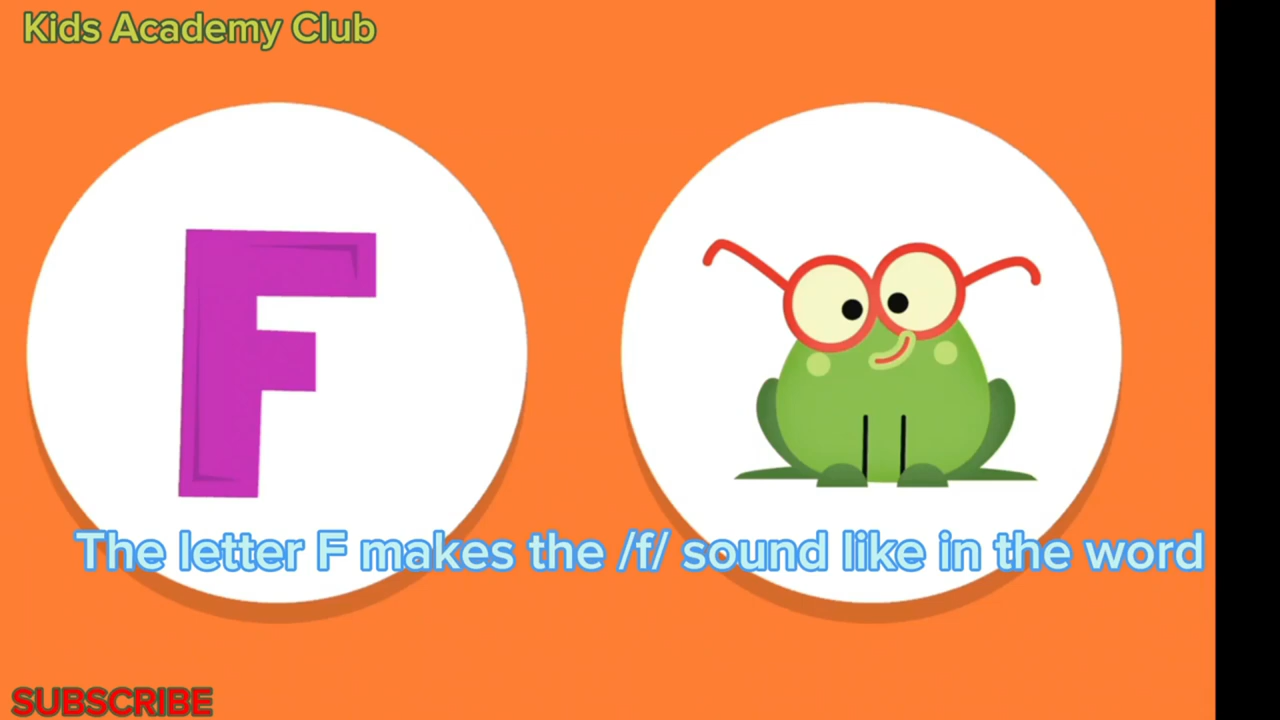 Kids Academy Club
F
The letter F makes the /f/ sound like in the word
SUBSCRIBE